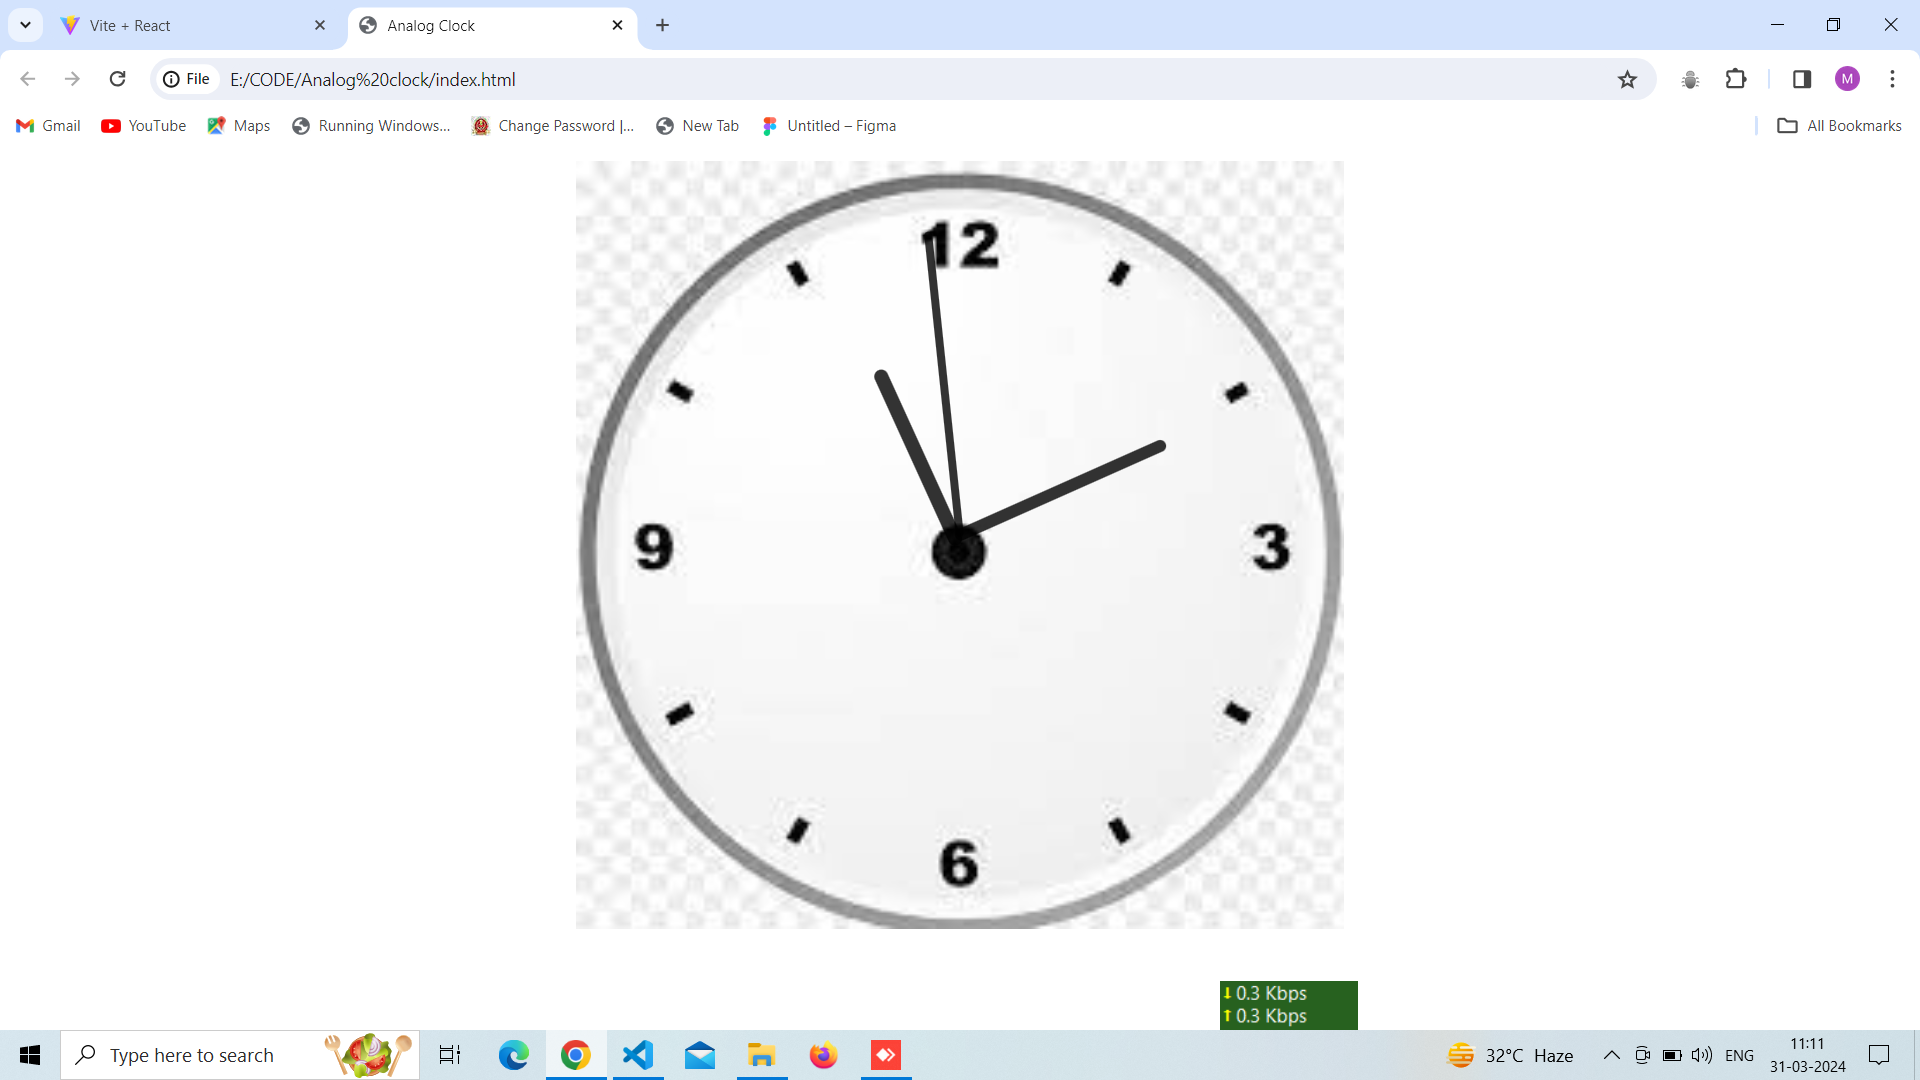 Vite + React
Analog Clock
File
E:/CODE/Analog%20clock/index.html
M
Gmail
YouTube
Maps
Running Windows...
Change Password |...
New Tab
Untitled – Figma
All Bookmarks
12
9
3
6
0.3 Kbps
0.3 Kbps
Type here to search
32°C Haze
ENG
11:11
31-03-2024